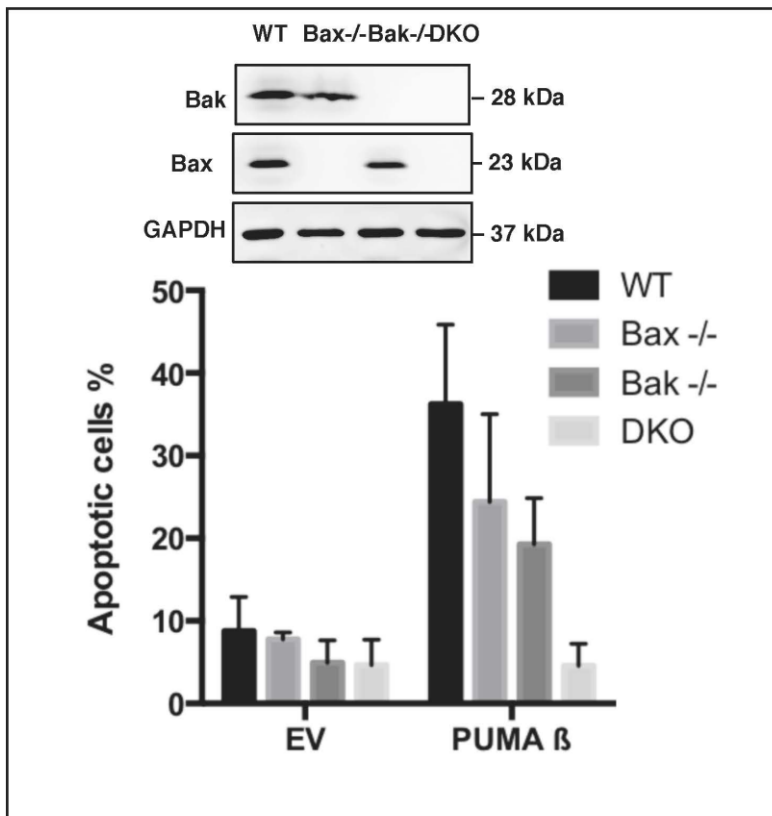 WT Bax-/-Bak-/-DKO
Bak
28 kDa
Bax
23 kDa
GAPDH
37 kDa
50
40
30
20
10
0
Apoptotic cells %
WT
Bax -/-
Bak -/-
DKO
EV
PUMA ß